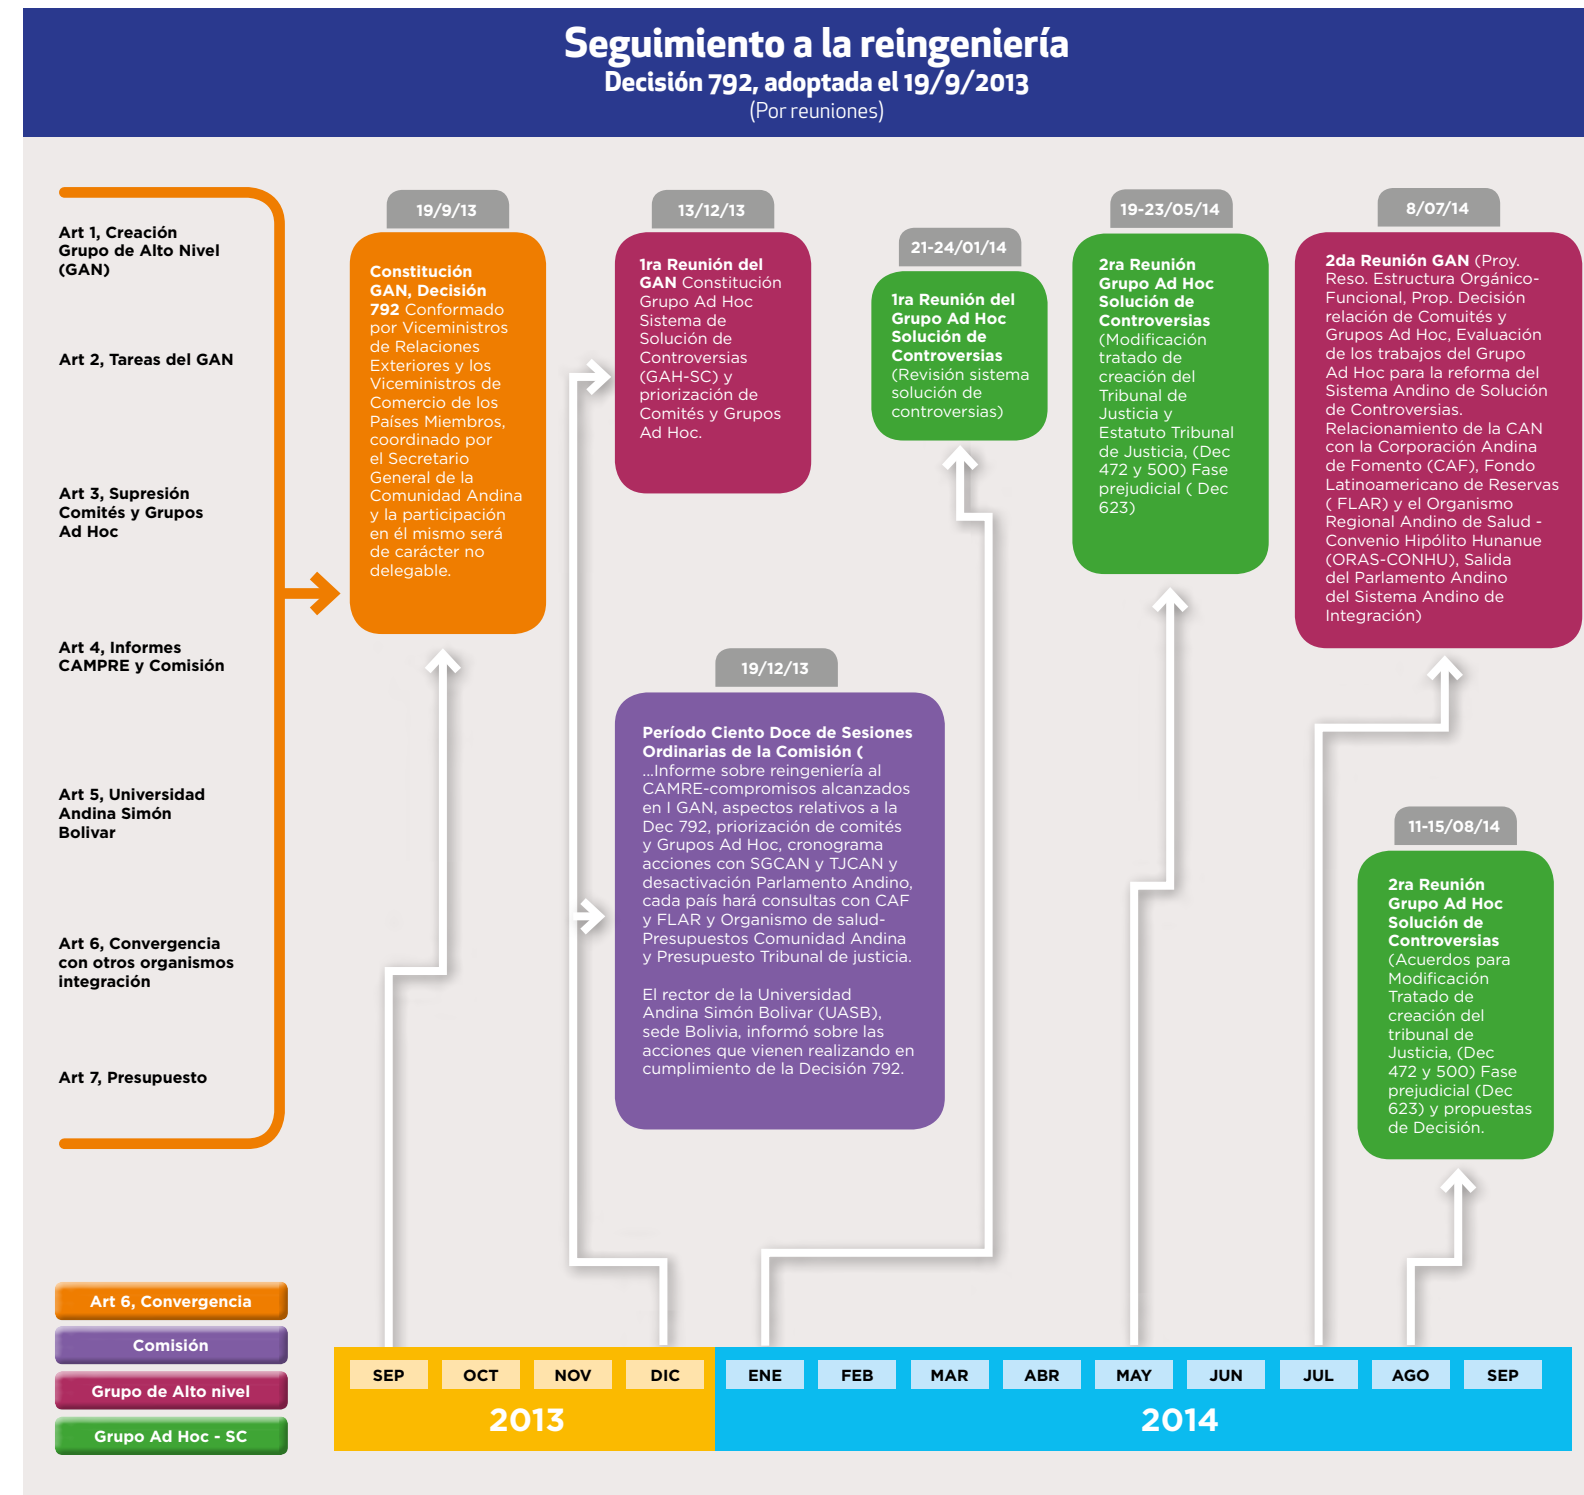 Seguimiento a la reingeniería
Decisión 792, adoptada el 19/9/2013
(Por reuniones)
Art 1, Creación
Grupo de Alto Nivel
(GAN)
Art 2, Tareas del GAN
Art 3, Supresión
Comités y Grupos
Ad Hoc
Art 4, Informes
CAMPRE y Comisión
Art 5, Universidad
Andina Simón
Bolivar
Art 6, Convergencia
con otros organismos
integración
Art 7, Presupuesto
19/9/13
Constitución
GAN, Decisión
792 Conformado
por Viceministros
de Relaciones
Exteriores y los
Viceministros de
Comercio de los
Países Miembros,
coordinado por
el Secretario
General de la
Comunidad Andina
y la participación
en él mismo será
de carácter no
delegable.
13/12/13
1ra Reunión del
GAN Constitución
Grupo Ad Hoc
Sistema de
Solución de
Controversias
(GAH-SC) y
priorización de
Comités y Grupos
Ad Hoc.
19/12/13
Período Ciento Doce de Sesiones
Ordinarias de la Comisión (
...Informe sobre reingeniería al
CAMRE-compromisos alcanzados
en I GAN, aspectos relativos a la
Dec 792, priorización de comités
y Grupos Ad Hoc, cronograma
acciones con SGCAN y TJCAN y
desactivación Parlamento Andino,
cada país hará consultas con CAF
y FLAR y Organismo de salud-
Presupuestos Comunidad Andina
y Presupuesto Tribunal de justicia.
El rector de la Universidad
Andina Simón Bolivar (UASB),
sede Bolivia, informó sobre las
acciones que vienen realizando en
cumplimiento de la Decisión 792.
21-24/01/14
1ra Reunión del
Grupo Ad Hoc
Solución de
Controversias
(Revisión sistema
solución de
controversias)
19-23/05/14
2ra Reunión
Grupo Ad Hoc
Solución de
Controversias
(Modificación
tratado de
creación del
Tribunal de
Justicia y
Estatuto Tribunal
de Justicia, (Dec
472 y 500) Fase
prejudicial ( Dec
623)
8/07/14
2da Reunión GAN (Proy.
Reso. Estructura Orgánico-
Funcional, Prop. Decisión
relación de Comuités y
Grupos Ad Hoc, Evaluación
de los trabajos del Grupo
Ad Hoc para la reforma del
Sistema Andino de Solución
de Controversias.
Relacionamiento de la CAN
con la Corporación Andina
de Fomento (CAF), Fondo
Latinoamericano de Reservas
( FLAR) y el Organismo
Regional Andino de Salud -
Convenio Hipólito Hunanue
(ORAS-CONHU), Salida
del Parlamento Andino
del Sistema Andino de
Integración)
11-15/08/14
2ra Reunión
Grupo Ad Hoc
Solución de
Controversias
(Acuerdos para
Modificación
Tratado de
creación del
tribunal de
Justicia, (Dec
472 y 500) Fase
prejudicial (Dec
623) y propuestas
de Decisión.
Art 6, Convergencia
Comisión
Grupo de Alto nivel
Grupo Ad Hoc - SC
SEP OCT NOV DIC ENE FEB MAR ABR MAY JUN JUL AGO SEP
2013 2014